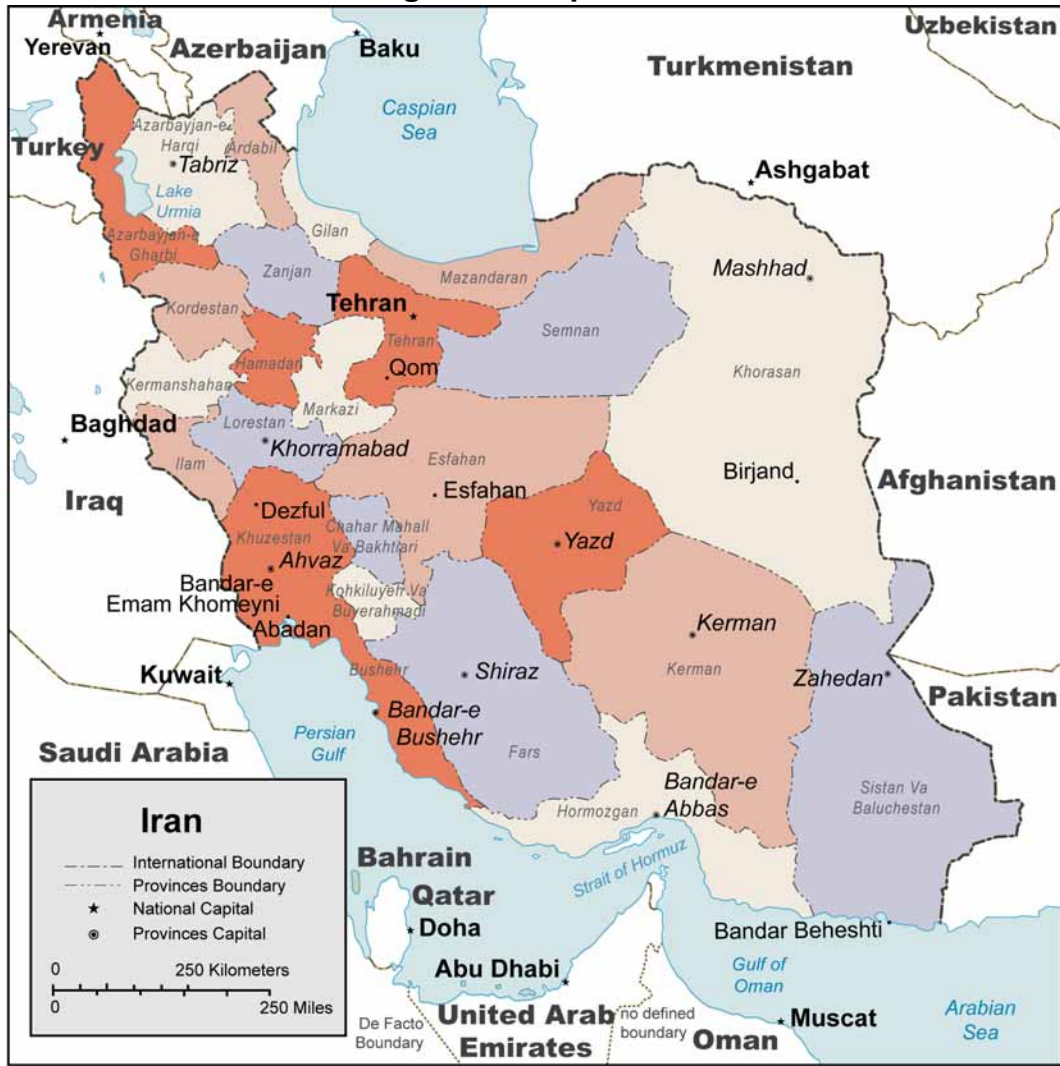 Armenia
Yerevan
Azerbaijan
Baku
Uzbekistan
Turkmenistan
Caspian
Sea
Turkey
Azarbayjan-e
Harqi
Ardabil
Tabriz
Ashgabat
Lake
Urmia
Gilan
Azarbayjan-e
Gharbi
Zanjan
Mazandaran
Mashhad
Kordestan
Tehran
Semnan
Tehran
Hamadan
Qom
Khorasan
Kermanshahan
Markazi
Baghdad
Lorestan
Khorramabad
Ilam
Esfahan
Birjand
Afghanistan
Iraq
Esfahan
Yazd
Dezful
Khuzestan
Chahar Mahall
Va Bakhtiari
Yazd
Ahvaz
Bandar-e
Emam Khomeyni
Kohkiluyeh Va
Buyerahmadi
Abadan
Kerman
Kuwait
Bushehr
Shiraz
Kerman
Zahedan
Pakistan
Bandar-e
Bushehr
Saudi Arabia
Persian
Gulf
Fars
Bandar-e
Abbas
Sistan Va
Baluchestan
Hormozgan
Iran
International Boundary
Provinces Boundary
National Capital
Provinces Capital
0 250 Kilometers
0 250 Miles
Bahrain
Strait of Hormuz
Qatar
Doha
Bandar Beheshti
Abu Dhabi
Gulf of
Oman
United Arab
Emirates
De Facto
Boundary
no defined
boundary
Oman
Muscat
Arabian
Sea